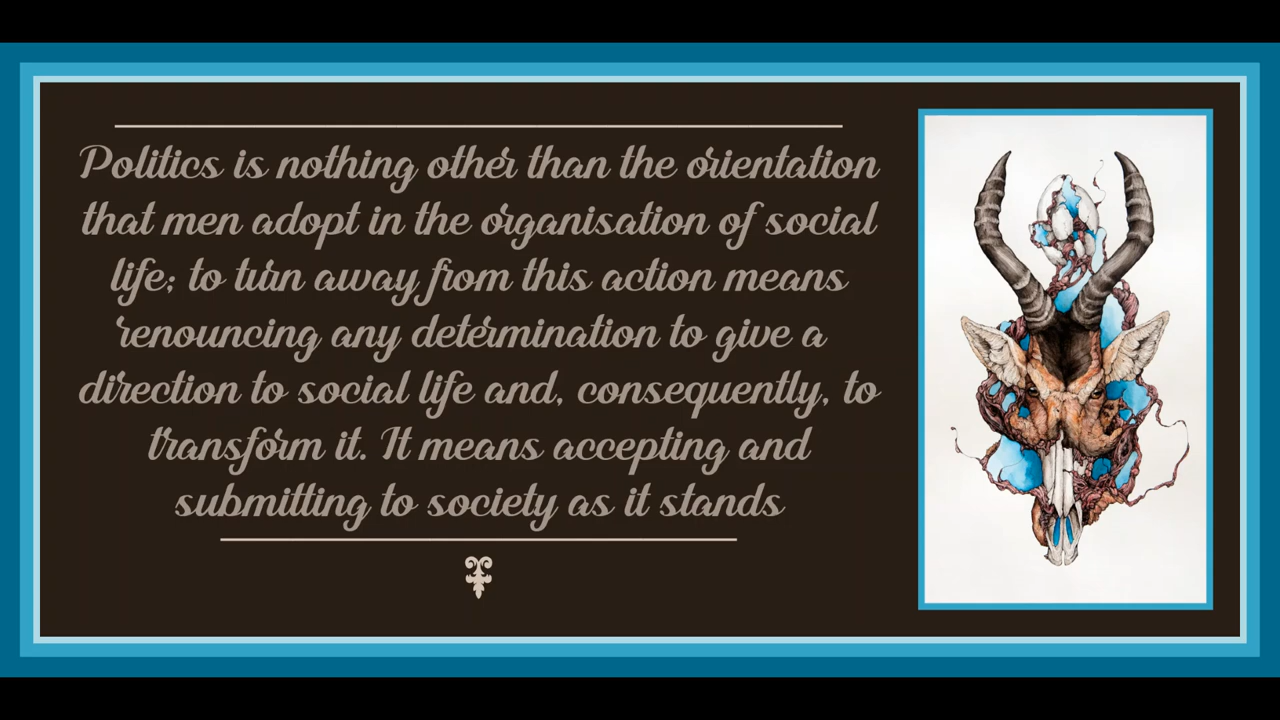 Politics is nothing other than the orientation
that men adopt in the organisation of social
life; to turn away from this action means
renouncing any determination to give a
direction to social life and, consequently, to
transform it. It means accepting and
submitting to society as it stands